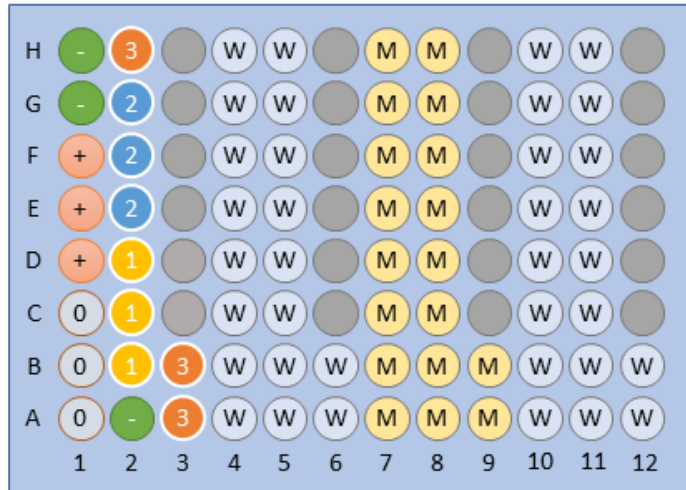 H - 3 W W M M W W
G - 2 W W M M W W
F + 2 W W M M W W
E + 2 W W M M W W
D + 1 W W M M W W
C 0 1 W W M M W W
B 0 1 3 W W W M M M W W W
A 0 - 3 W W W M M M W W W
1 2 3 4 5 6 7 8 9 10 11 12